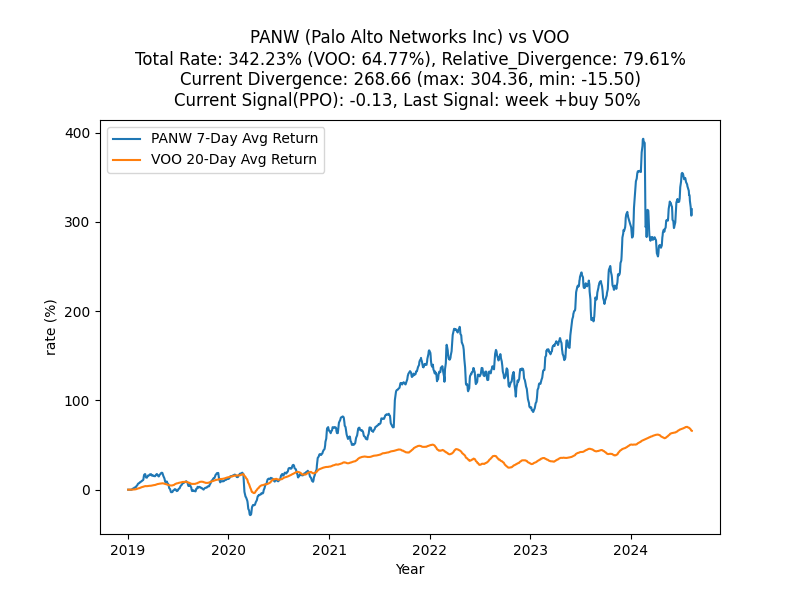 PANW (Palo Alto Networks Inc) vs VOO
Total Rate: 342.23% (VOO: 64.77%), Relative_Divergence: 79.61%
Current Divergence: 268.66 (max: 304.36, min: -15.50)
Current Signal(PPO): -0.13, Last Signal: week +buy 50%
PANW 7-Day Avg Return
VOO 20-Day Avg Return
400
300
200
100
0
rate (%)
2019 2020 2021 2022 2023 2024
Year